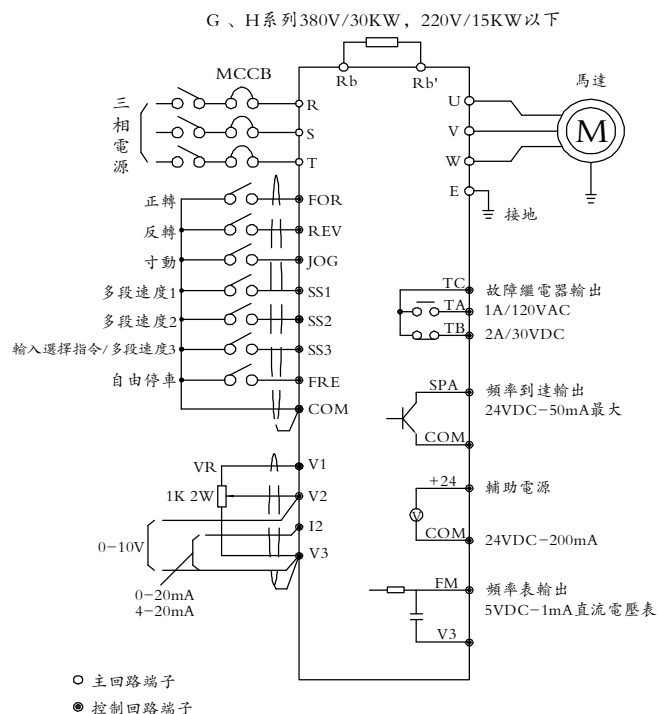 G 、H系列380V/30KW，220V/15KW以下
Rb
Rb'
MCCB
三相電源
R
S
T
U
V
W
E
馬達
M
接地
正轉
FOR
反轉
REV
寸動
JOG
多段速度1
SS1
多段速度2
SS2
輸入選擇指令/多段速度3
SS3
自由停車
FRE
COM
TC
故障繼電器輸出
TA
1A/120VAC
TB
2A/30VDC
SPA
頻率到達輸出
24VDC-50mA最大
COM
VR
V1
1K 2W
V2
I2
0-10V
V3
0-20mA
4-20mA
+24
輔助電源
V
COM
24VDC-200mA
FM
頻率表輸出
5VDC-1mA直流電壓表
V3
主回路端子
控制回路端子